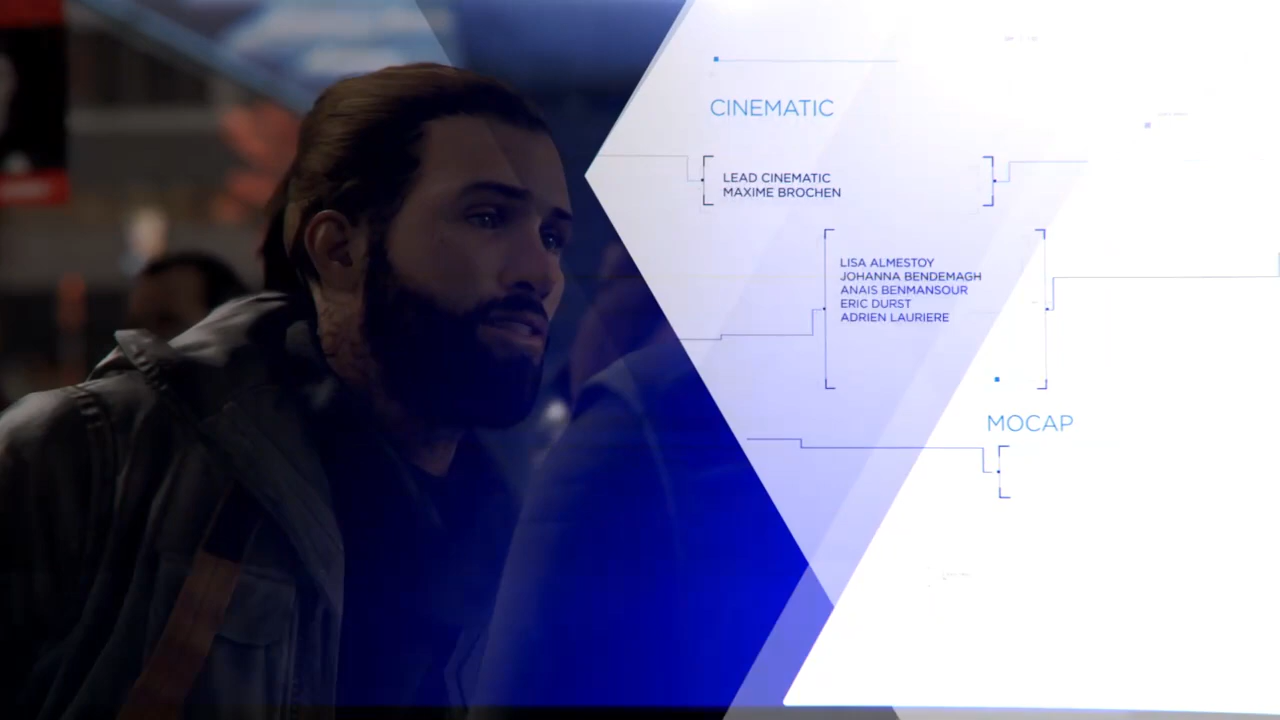 CINEMATIC
LEAD CINEMATIC
MAXIME BROCHEN
LISA ALMESTOY
JOHANNA BENDEMAGH
ANAIS BENMANSOUR
ERIC DURST
ADRIEN LAURIERE
MOCAP